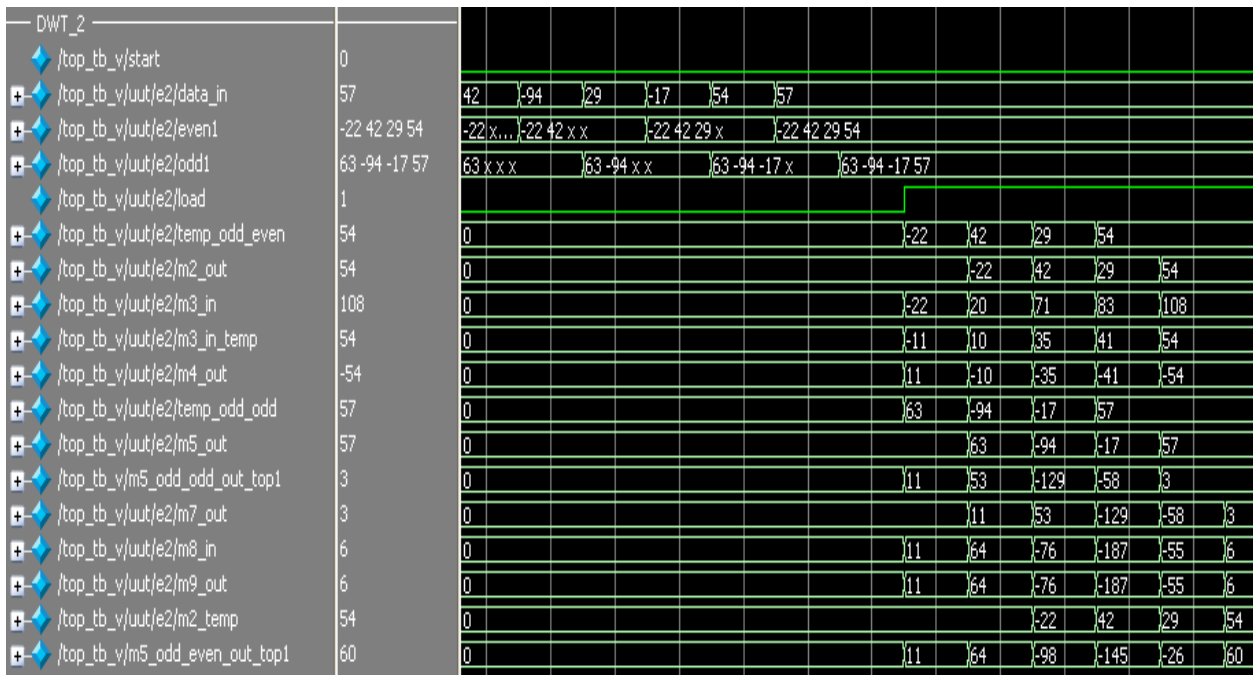 DWT_2
/top_tb_v/start 0
/top_tb_v/uut/e2/data_in 57 42 -94 29 -17 54 57
/top_tb_v/uut/e2/even1 -22 42 29 54 -22 x... -22 42 x x -22 42 29 x -22 42 29 54
/top_tb_v/uut/e2/odd1 63 -94 -17 57 63 x x x 63 -94 x x 63 -94 -17 x 63 -94 -17 57
/top_tb_v/uut/e2/load 1
/top_tb_v/uut/e2/temp_odd_even 54 0 -22 42 29 54
/top_tb_v/uut/e2/m2_out 54 0 -22 42 29 54
/top_tb_v/uut/e2/m3_in 108 0 -22 20 71 83 108
/top_tb_v/uut/e2/m3_in_temp 54 0 -11 10 35 41 54
/top_tb_v/uut/e2/m4_out -54 0 11 -10 -35 -41 -54
/top_tb_v/uut/e2/temp_odd_odd 57 0 63 -94 -17 57
/top_tb_v/uut/e2/m5_out 57 0 63 -94 -17 57
/top_tb_v/m5_odd_odd_out_top1 3 0 11 53 -129 -58 3
/top_tb_v/uut/e2/m7_out 3 0 11 53 -129 -58 3
/top_tb_v/uut/e2/m8_in 6 0 11 64 -76 -187 -55 6
/top_tb_v/uut/e2/m9_out 6 0 11 64 -76 -187 -55 6
/top_tb_v/uut/e2/m2_temp 54 0 -22 42 29 54
/top_tb_v/m5_odd_even_out_top1 60 0 11 64 -98 -145 -26 60